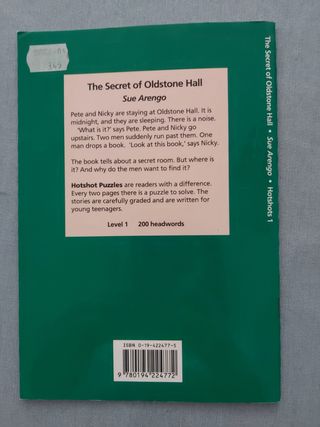 349
The Secret of Oldstone Hall
Sue Arengo
Pete and Nicky are staying at Oldstone Hall. It is
midnight, and they are sleeping. There is a noise.
‘What is it?’ says Pete. Pete and Nicky go
upstairs. Two men suddenly run past them. One
man drops a book. ‘Look at this book,’ says Nicky.
The book tells about a secret room. But where is
it? And why do the men want to find it?
Hotshot Puzzles are readers with a difference.
Every two pages there is a puzzle to solve. The
stories are carefully graded and are written for
young teenagers.
Level 1 200 headwords
ISBN 0-19-422477-5
9 780194 224772
The Secret of Oldstone Hall • Sue Arengo • Hotshots 1